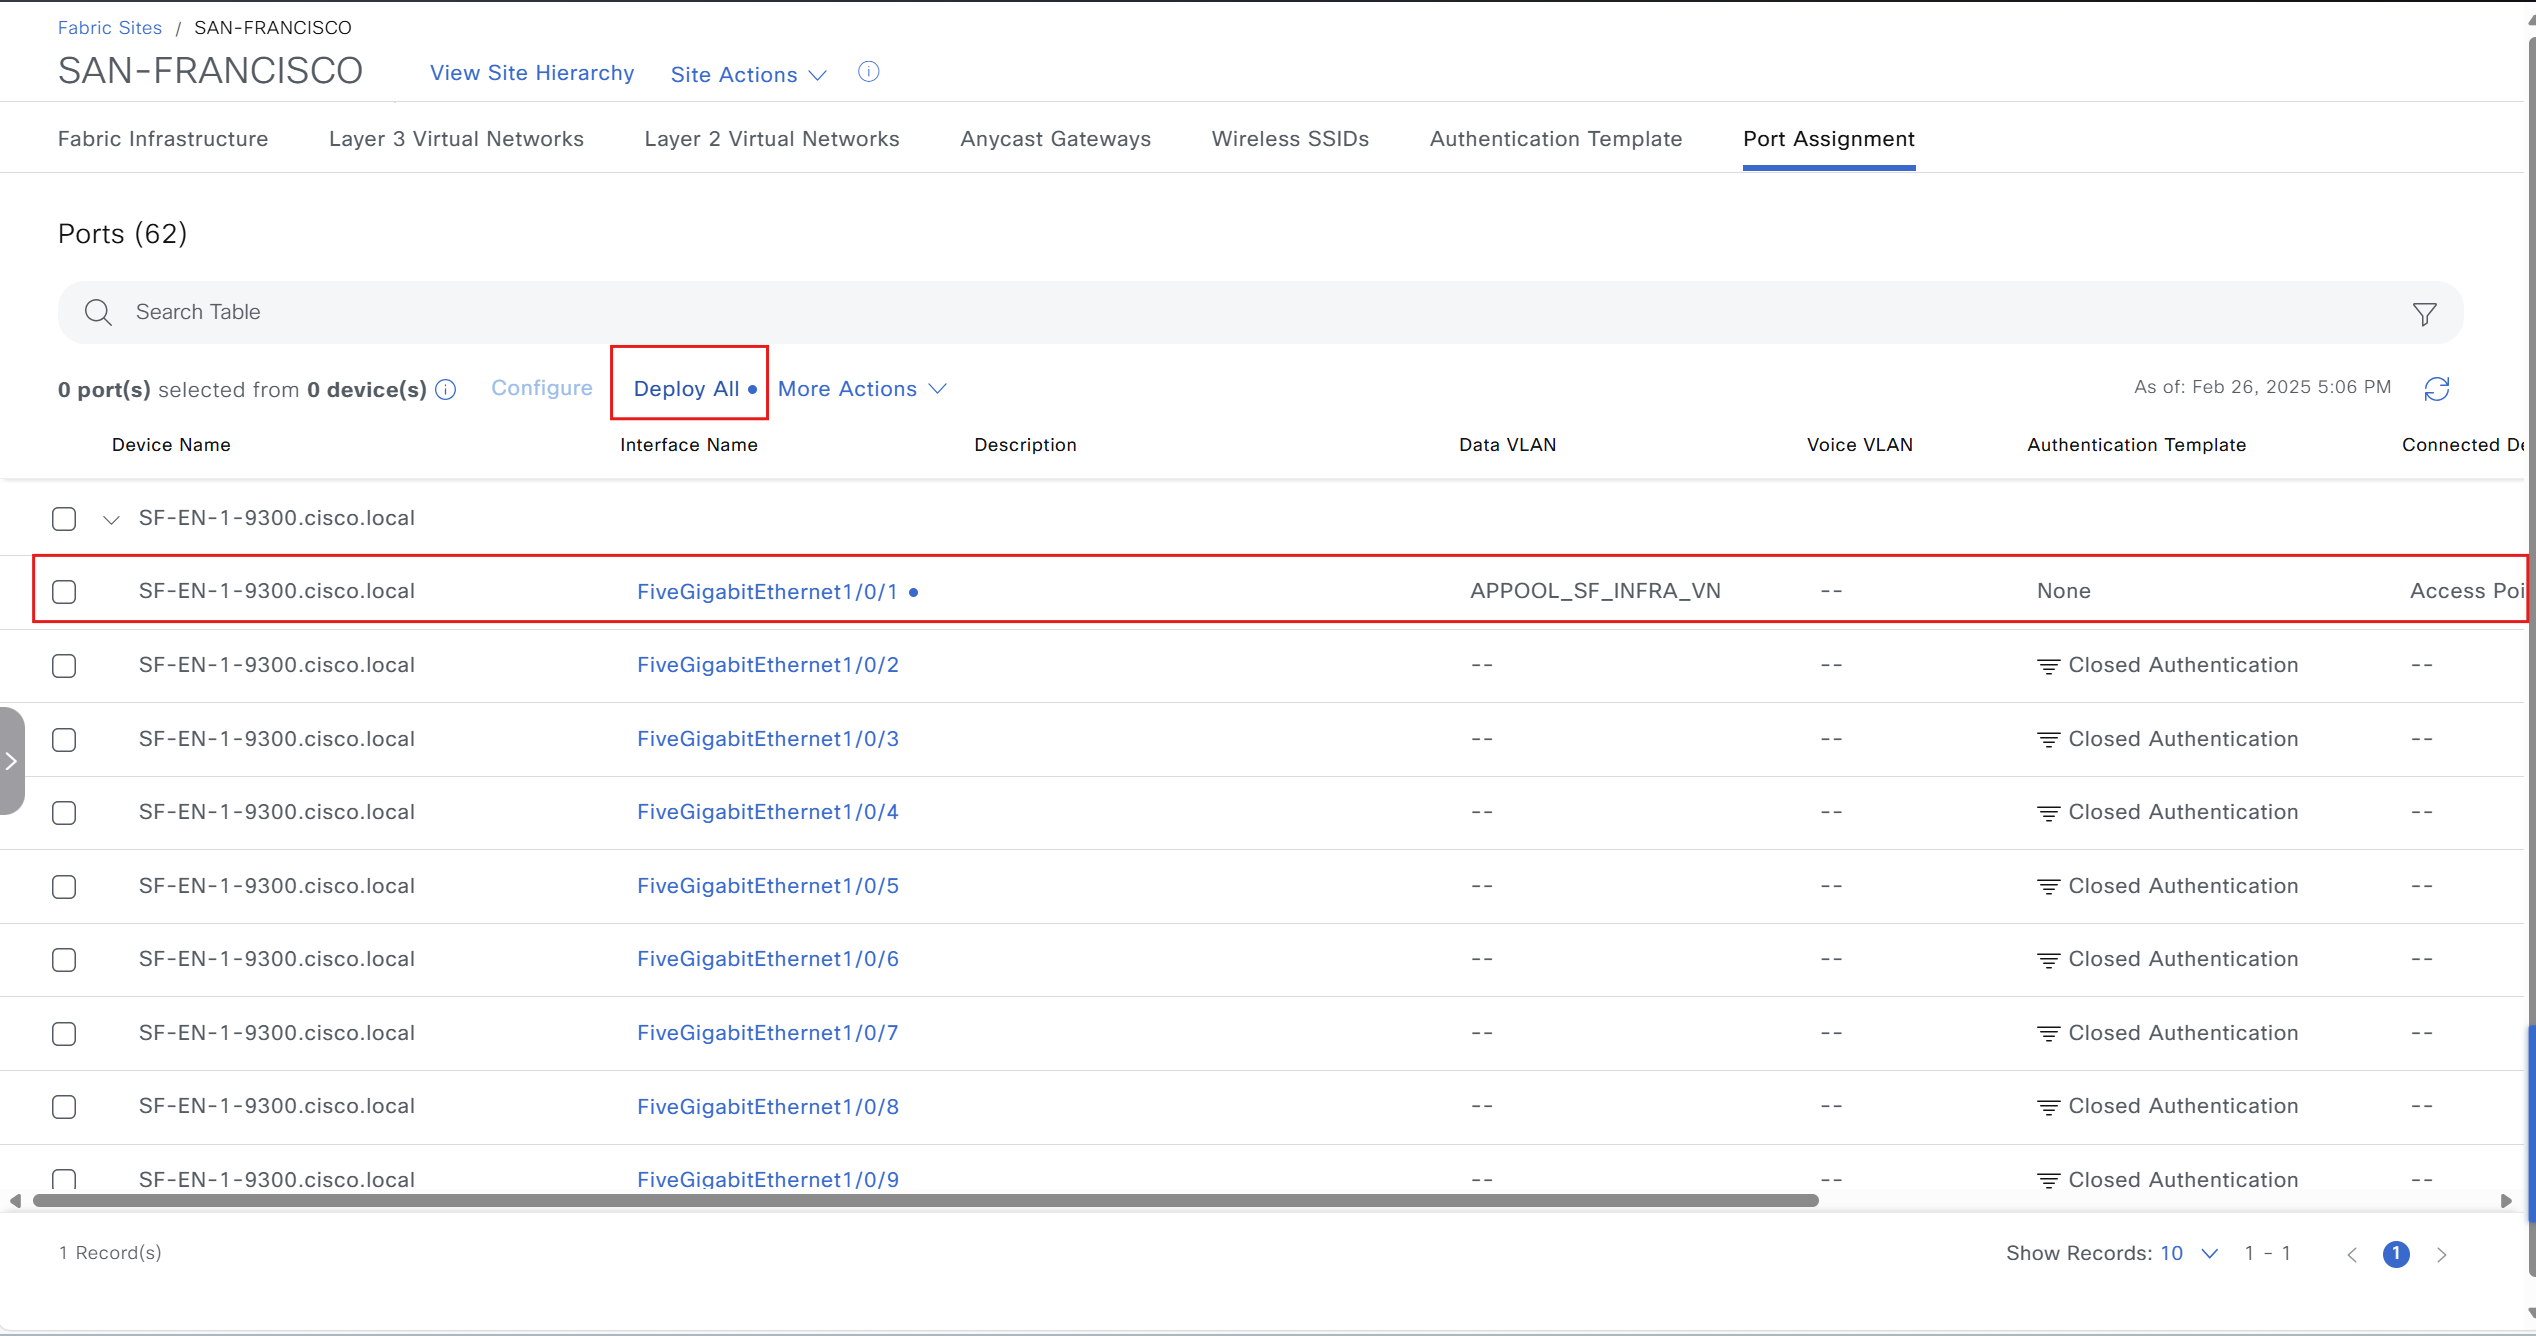 Fabric Sites / SAN-FRANCISCO
SAN-FRANCISCO View Site Hierarchy Site Actions
Fabric Infrastructure Layer 3 Virtual Networks Layer 2 Virtual Networks Anycast Gateways Wireless SSIDs Authentication Template Port Assignment
Ports (62)
Search Table
0 port(s) selected from 0 device(s) Configure Deploy All More Actions As of: Feb 26, 2025 5:06 PM
Device Name Interface Name Description Data VLAN Voice VLAN Authentication Template Connected De
SF-EN-1-9300.cisco.local
SF-EN-1-9300.cisco.local FiveGigabitEthernet1/0/1 APPOOL_SF_INFRA_VN -- None Access Poi
SF-EN-1-9300.cisco.local FiveGigabitEthernet1/0/2 -- -- Closed Authentication --
SF-EN-1-9300.cisco.local FiveGigabitEthernet1/0/3 -- -- Closed Authentication --
SF-EN-1-9300.cisco.local FiveGigabitEthernet1/0/4 -- -- Closed Authentication --
SF-EN-1-9300.cisco.local FiveGigabitEthernet1/0/5 -- -- Closed Authentication --
SF-EN-1-9300.cisco.local FiveGigabitEthernet1/0/6 -- -- Closed Authentication --
SF-EN-1-9300.cisco.local FiveGigabitEthernet1/0/7 -- -- Closed Authentication --
SF-EN-1-9300.cisco.local FiveGigabitEthernet1/0/8 -- -- Closed Authentication --
SF-EN-1-9300.cisco.local FiveGigabitEthernet1/0/9 -- -- Closed Authentication --
1 Record(s) Show Records: 10 1 - 1 1